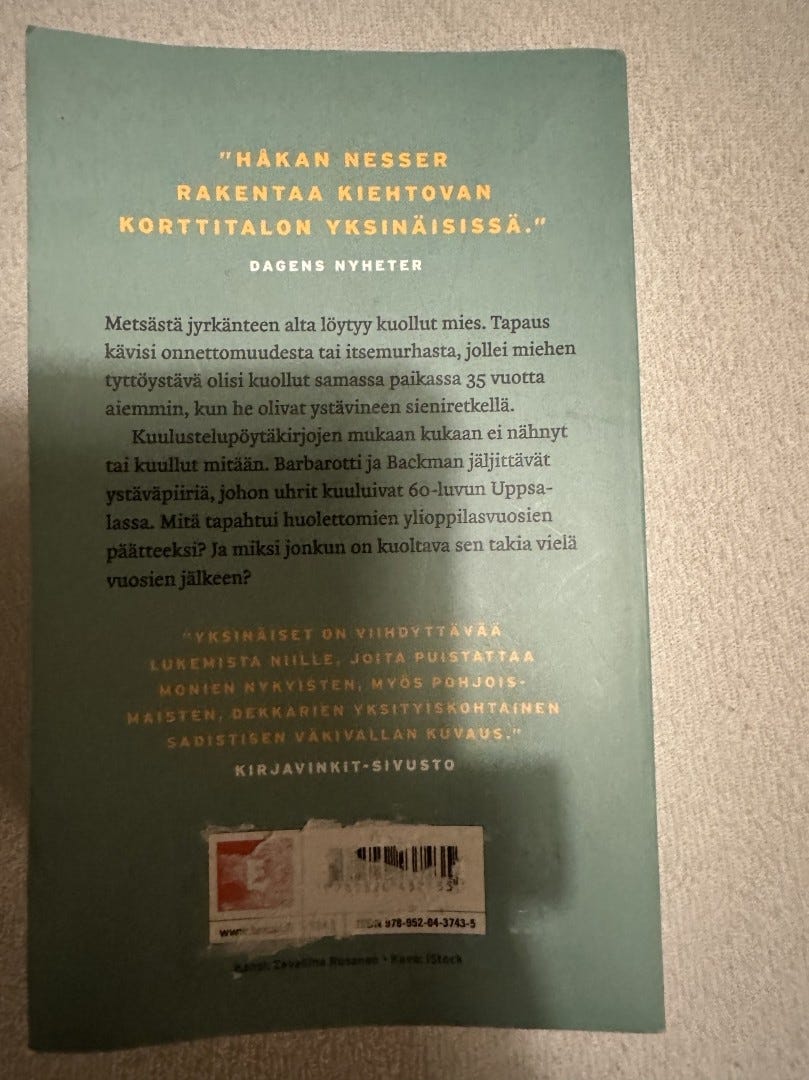 "HÅKAN NESSER
RAKENTAA KIEHTOVAN
KORTTITALON YKSINÄISISSÄ."
DAGENS NYHETER
Metsästä jyrkänteen alta löytyy kuollut mies. Tapaus
kävisi onnettomuudesta tai itsemurhasta, jollei miehen
tyttöystävä olisi kuollut samassa paikassa 35 vuotta
aiemmin, kun he olivat ystävineen sieniretkellä.
Kuulustelupöytäkirjojen mukaan kukaan ei nähnyt
tai kuullut mitään. Barbarotti ja Backman jäljittävät
ystäväpiiriä, johon uhrit kuuluivat 60-luvun Uppsa-
lassa. Mitä tapahtui huolettomien ylioppilasvuosien
päätteeksi? Ja miksi jonkun on kuoltava sen takia vielä
vuosien jälkeen?
"YKSINÄISET ON VIIHDYTTÄVÄÄ
LUKEMISTA NIILLE, JOITA PUISTATTAA
MONIEN NYKYISTEN, MYÖS POHJOIS-
MAISTEN, DEKKARIEN YKSITYISKOHTAINEN
SADISTISEN VÄKIVALLAN KUVAUS."
KIRJAVINKIT-SIVUSTO
E
ISBN 978-952-04-3743-5
Kansi: Rosanen • Kuva: iStock